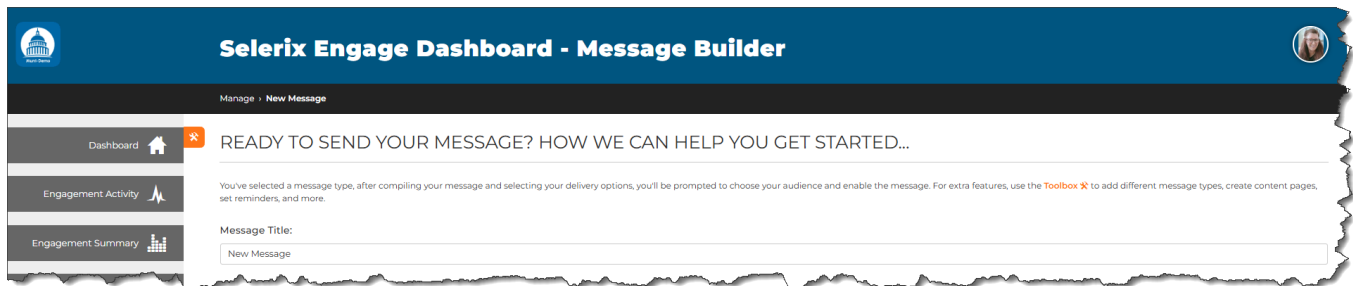 Selerix Engage Dashboard - Message Builder
Manage › New Message
Dashboard
READY TO SEND YOUR MESSAGE? HOW WE CAN HELP YOU GET STARTED...
You've selected a message type, after compiling your message and selecting your delivery options, you'll be prompted to choose your audience and enable the message. For extra features, use the Toolbox to add different message types, create content pages,
set reminders, and more.
Engagement Activity
Message Title:
Engagement Summary
New Message